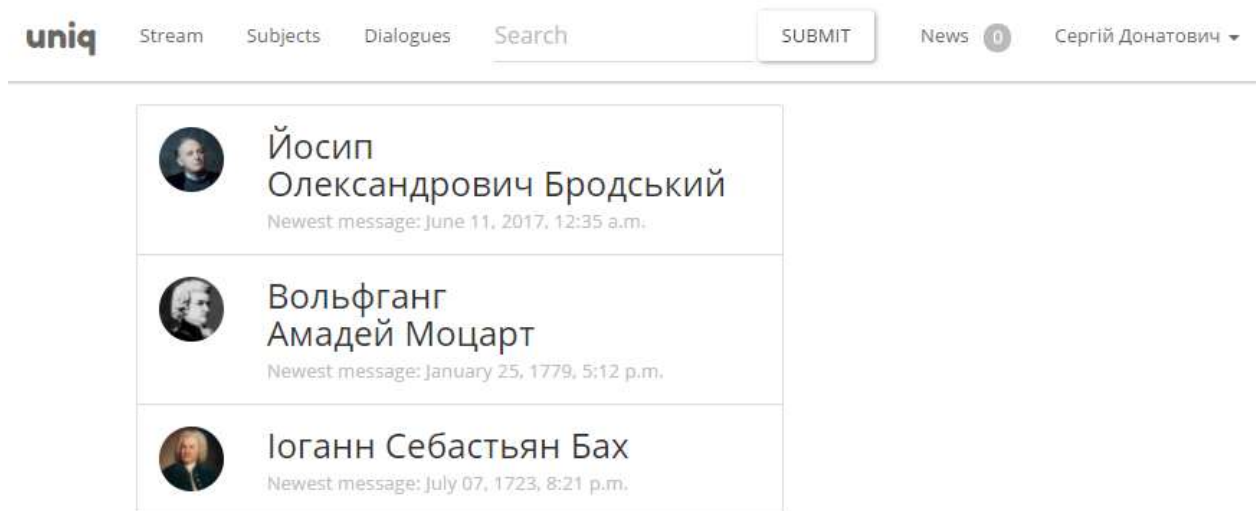 uniq Stream Subjects Dialogues Search SUBMIT News 0 Сергій Донатович
Йосип
Олександрович Бродський
Newest message: June 11, 2017, 12:35 a.m.
Вольфганг
Амадей Моцарт
Newest message: January 25, 1779, 5:12 p.m.
Іоганн Себастьян Бах
Newest message: July 07, 1723, 8:21 p.m.